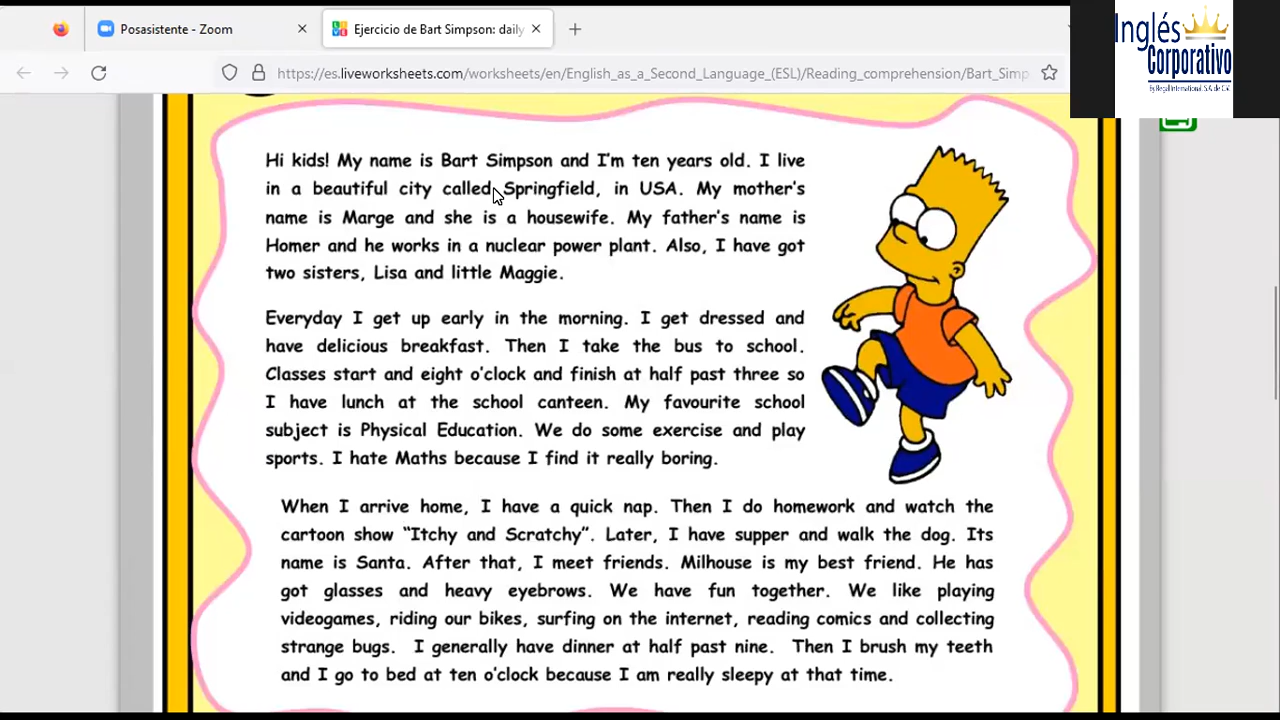 Posasistente - Zoom
Ejercicio de Bart Simpson: daily
https://es.liveworksheets.com/worksheets/en/English_as_a_Second_Language_(ESL)/Reading_comprehension/Bart_Simp
Inglés
Corporativo
By Regal International, S.A. de C.V.
Hi kids! My name is Bart Simpson and I'm ten years old. I live
in a beautiful city called Springfield, in USA. My mother's
name is Marge and she is a housewife. My father's name is
Homer and he works in a nuclear power plant. Also, I have got
two sisters, Lisa and little Maggie.
Everyday I get up early in the morning. I get dressed and
have delicious breakfast. Then I take the bus to school.
Classes start and eight o'clock and finish at half past three so
I have lunch at the school canteen. My favourite school
subject is Physical Education. We do some exercise and play
sports. I hate Maths because I find it really boring.
When I arrive home, I have a quick nap. Then I do homework and watch the
cartoon show “Itchy and Scratchy”. Later, I have supper and walk the dog. Its
name is Santa. After that, I meet friends. Milhouse is my best friend. He has
got glasses and heavy eyebrows. We have fun together. We like playing
videogames, riding our bikes, surfing on the internet, reading comics and collecting
strange bugs. I generally have dinner at half past nine. Then I brush my teeth
and I go to bed at ten o'clock because I am really sleepy at that time.